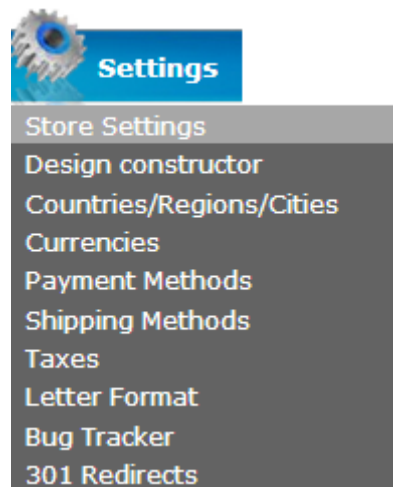 Settings
Store Settings
Design constructor
Countries/Regions/Cities
Currencies
Payment Methods
Shipping Methods
Taxes
Letter Format
Bug Tracker
301 Redirects